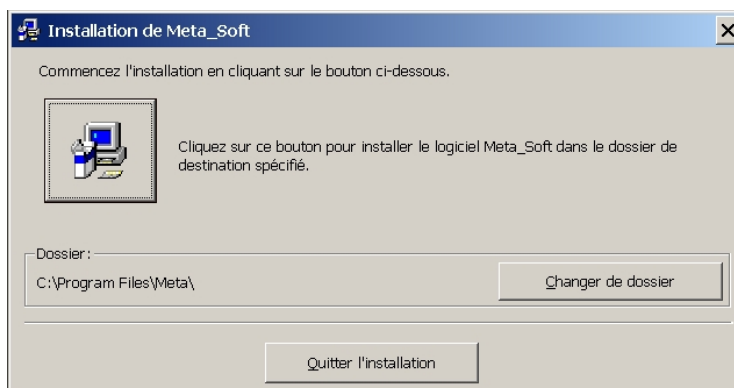 Installation de Meta_Soft
Commencez l'installation en cliquant sur le bouton ci-dessous.
Cliquez sur ce bouton pour installer le logiciel Meta_Soft dans le dossier de
destination spécifié.
Dossier:
C:\Program Files\Meta\
Changer de dossier
Quitter l'installation